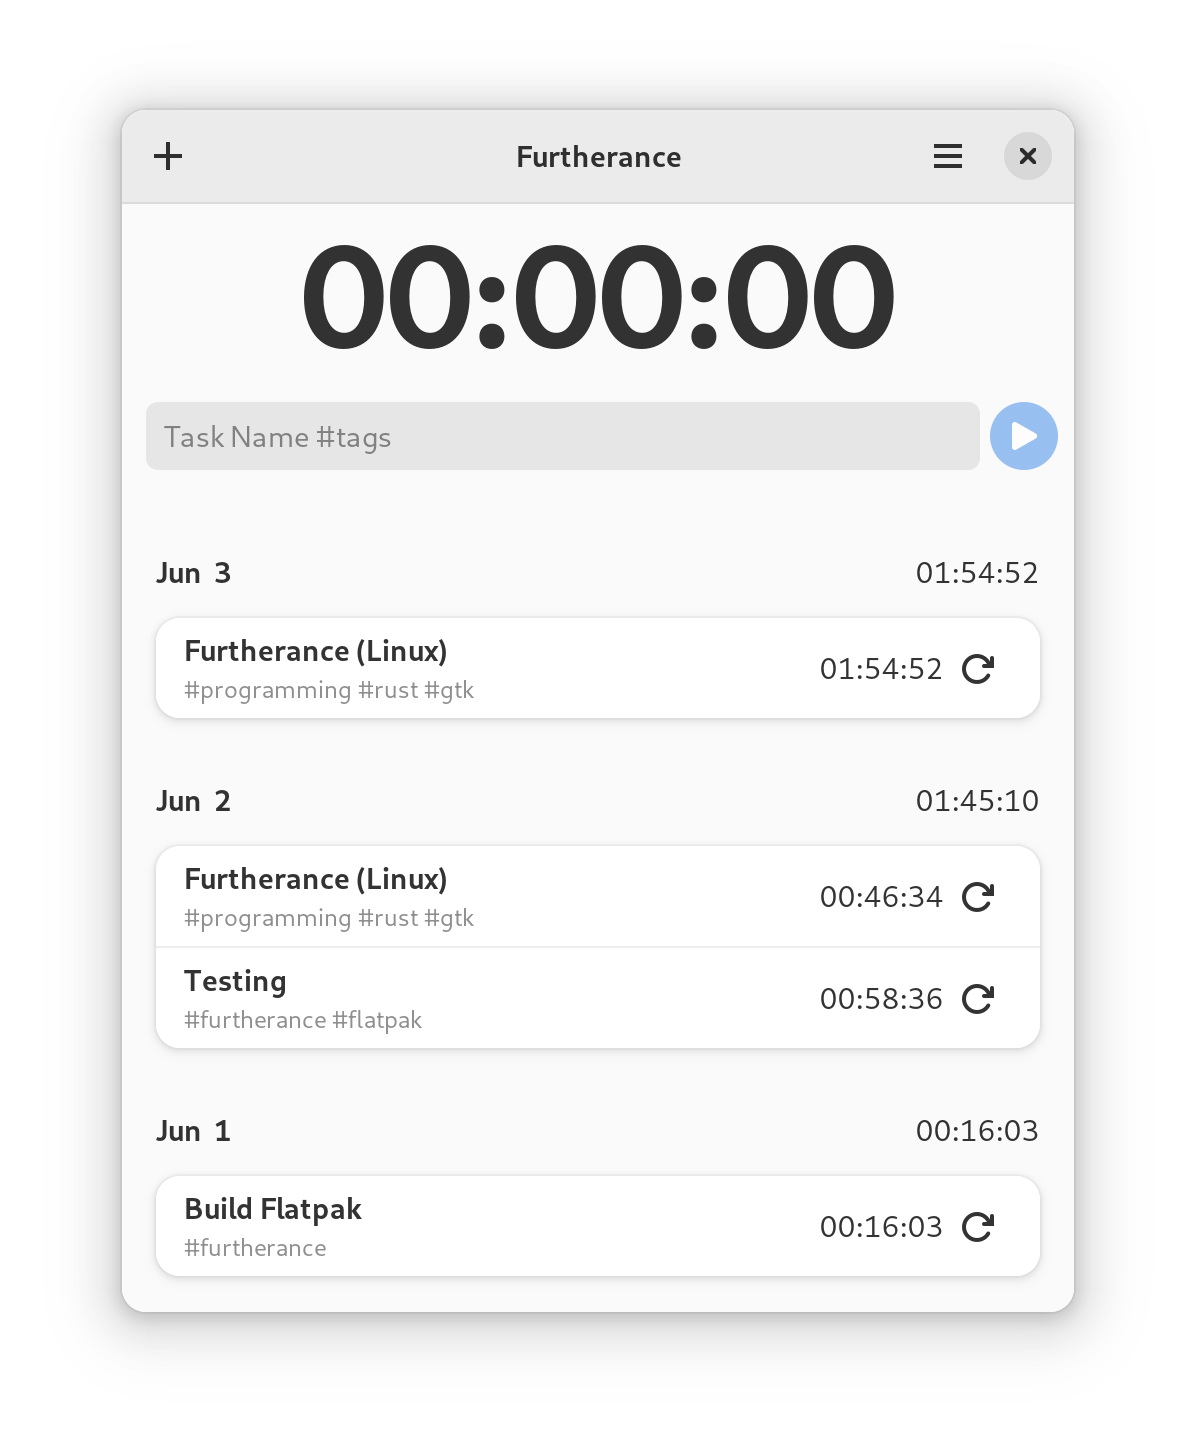 Furtherance
00:00:00
Task Name #tags
Jun  3 01:54:52
Furtherance (Linux)
#programming #rust #gtk
01:54:52
Jun  2 01:45:10
Furtherance (Linux)
#programming #rust #gtk
00:46:34
Testing
#furtherance #flatpak
00:58:36
Jun  1 00:16:03
Build Flatpak
#furtherance
00:16:03